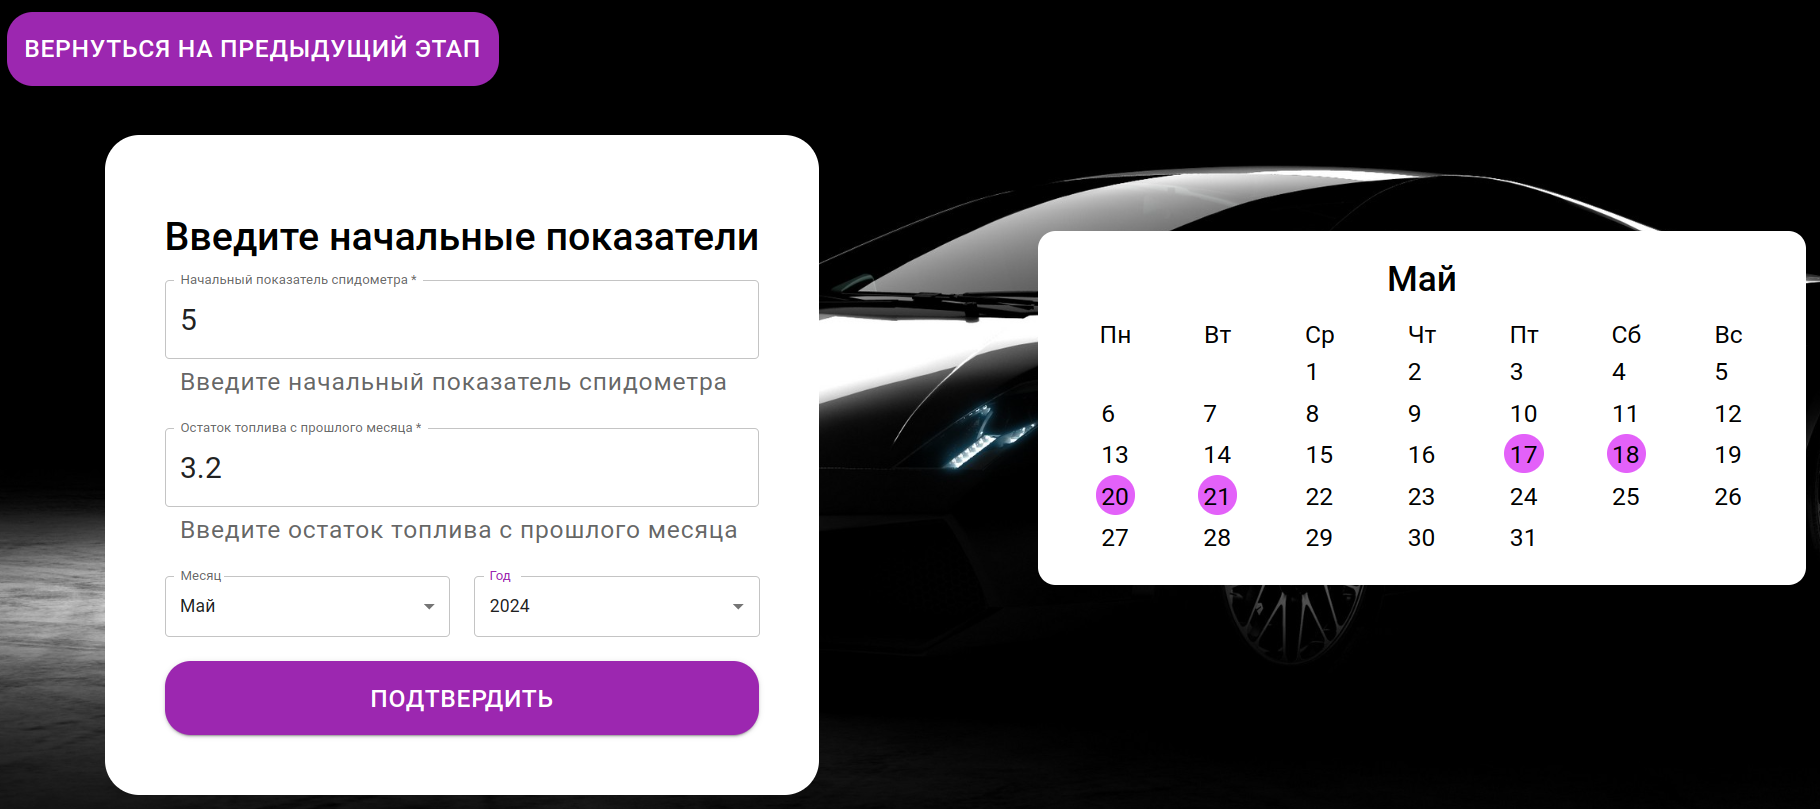 ВЕРНУТЬСЯ НА ПРЕДЫДУЩИЙ ЭТАП
Введите начальные показатели
Начальный показатель спидометра *
5
Введите начальный показатель спидометра
Остаток топлива с прошлого месяца *
3.2
Введите остаток топлива с прошлого месяца
Месяц Год
Май 2024
ПОДТВЕРДИТЬ
Май
Пн Вт Ср Чт Пт Сб Вс
1 2 3 4 5
6 7 8 9 10 11 12
13 14 15 16 17 18 19
20 21 22 23 24 25 26
27 28 29 30 31